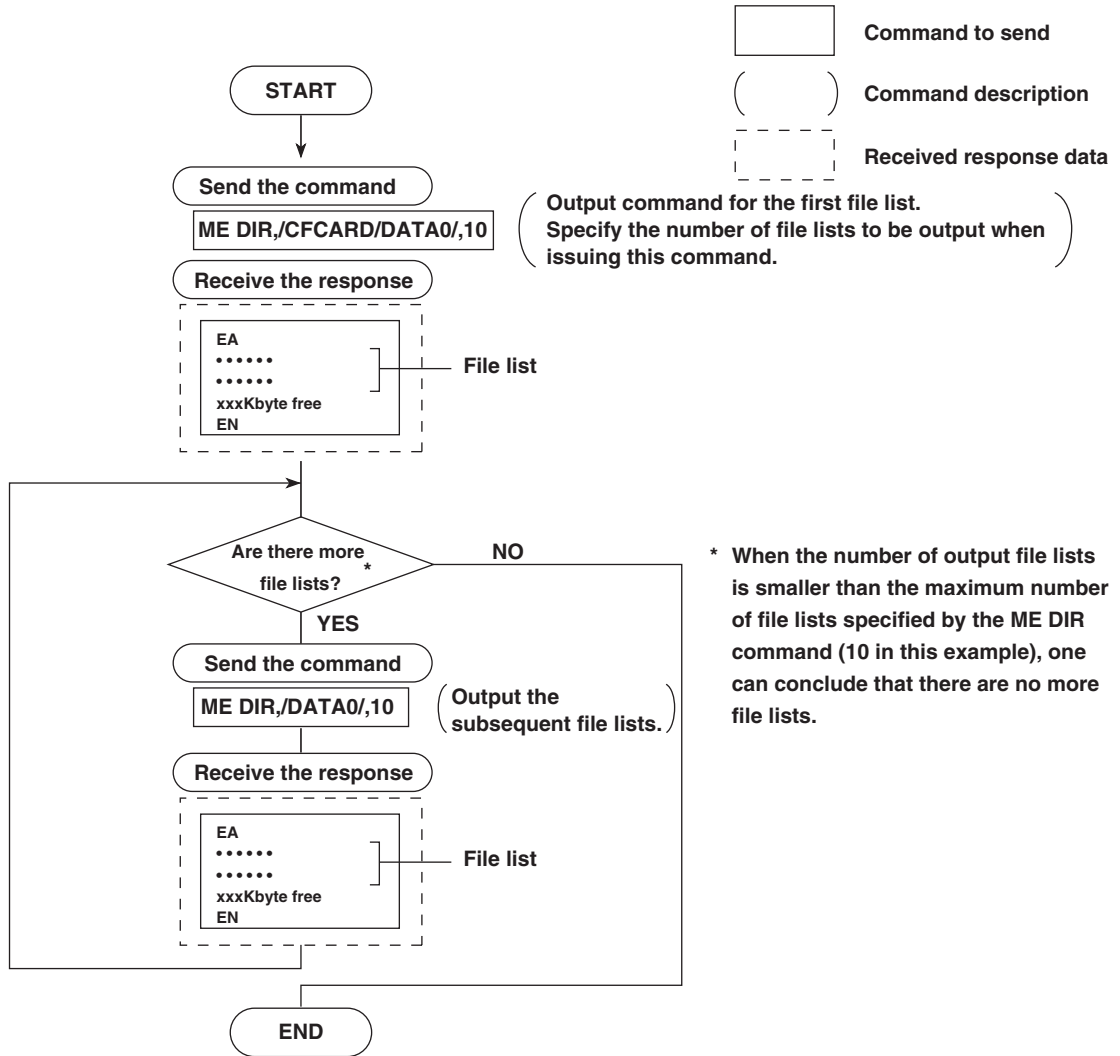 Command to send
Command description
Received response data
START
Send the command
ME DIR,/CFCARD/DATA0/,10
Output command for the first file list.
Specify the number of file lists to be output when
issuing this command.
Receive the response
EA
••••••
••••••
xxxKbyte free
EN
File list
Are there more
file lists? *
NO
YES
* When the number of output file lists
is smaller than the maximum number
of file lists specified by the ME DIR
command (10 in this example), one
can conclude that there are no more
file lists.
Send the command
ME DIR,/DATA0/,10
Output the
subsequent file lists.
Receive the response
EA
••••••
••••••
xxxKbyte free
EN
File list
END